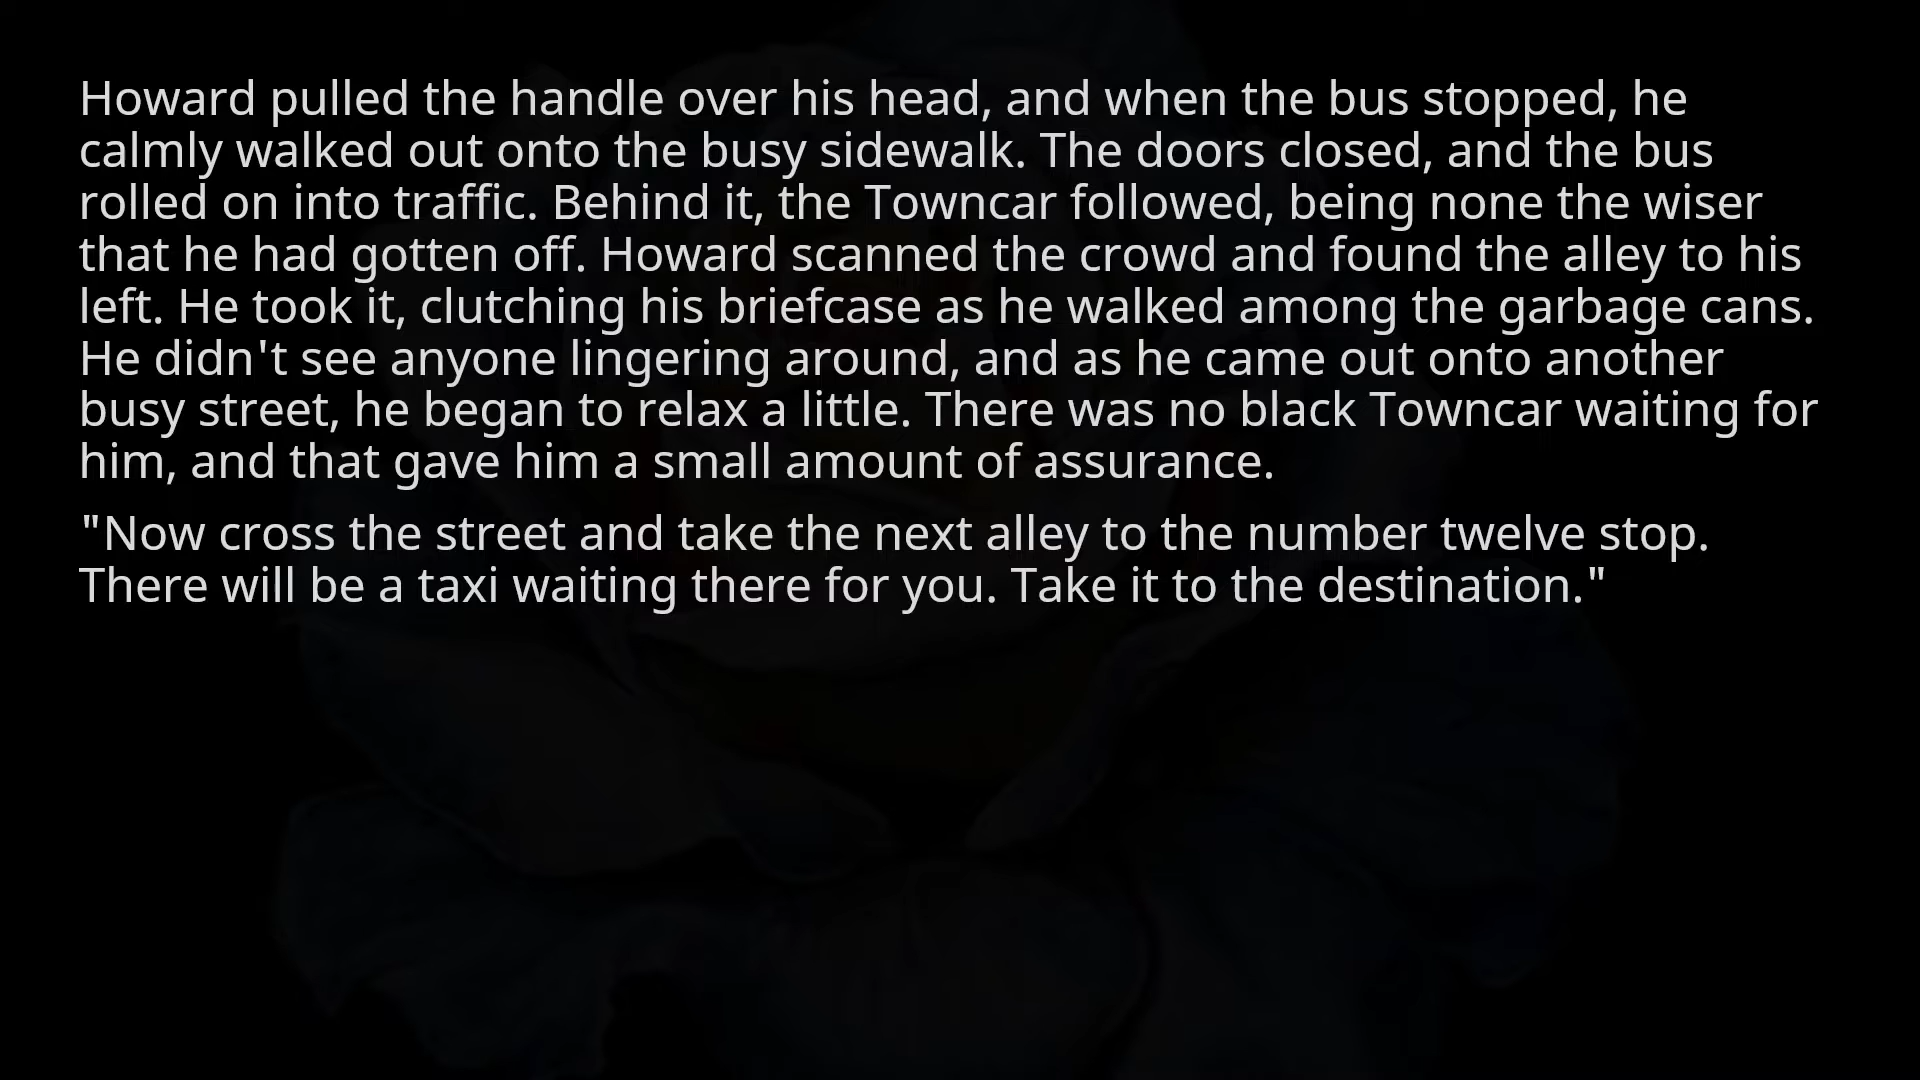 Howard pulled the handle over his head, and when the bus stopped, he
calmly walked out onto the busy sidewalk. The doors closed, and the bus
rolled on into traffic. Behind it, the Towncar followed, being none the wiser
that he had gotten off. Howard scanned the crowd and found the alley to his
left. He took it, clutching his briefcase as he walked among the garbage cans.
He didn't see anyone lingering around, and as he came out onto another
busy street, he began to relax a little. There was no black Towncar waiting for
him, and that gave him a small amount of assurance.
"Now cross the street and take the next alley to the number twelve stop.
There will be a taxi waiting there for you. Take it to the destination."